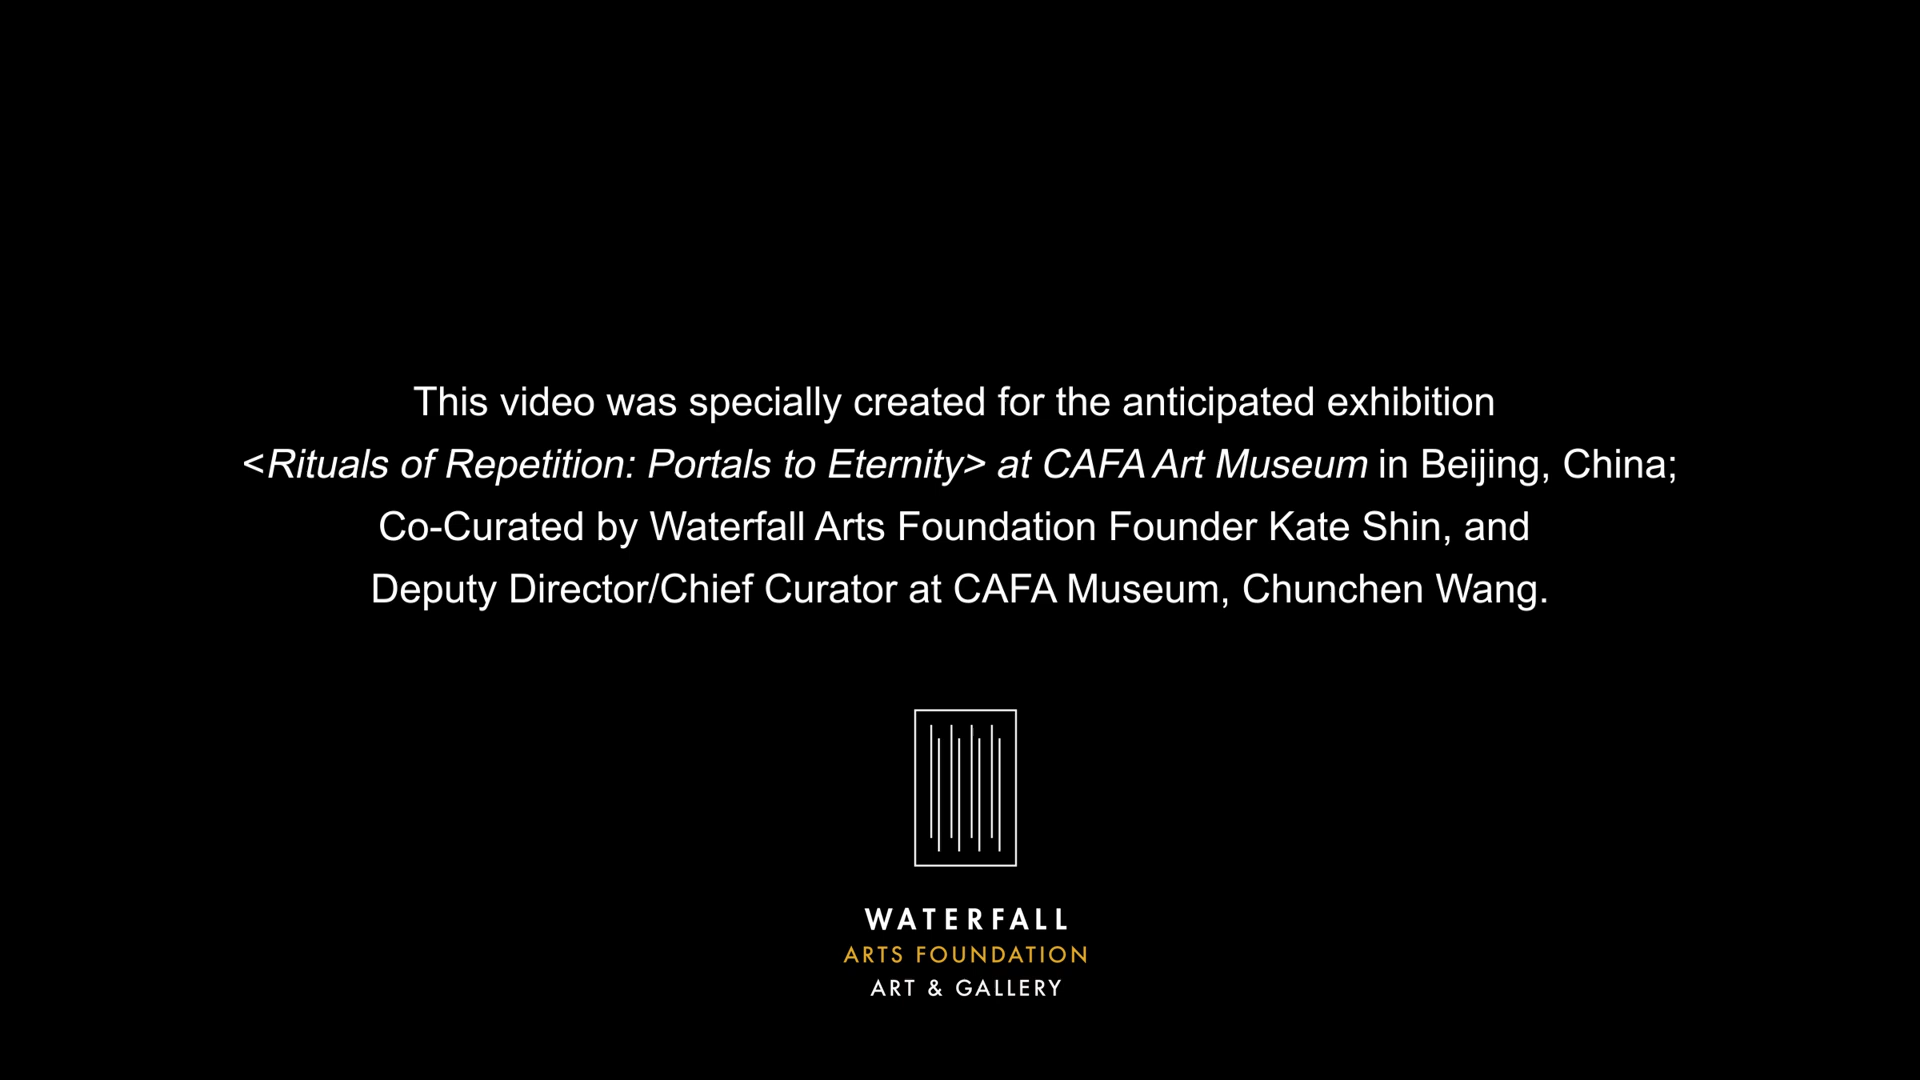 This video was specially created for the anticipated exhibition
<Rituals of Repetition: Portals to Eternity> at CAFA Art Museum in Beijing, China;
Co-Curated by Waterfall Arts Foundation Founder Kate Shin, and
Deputy Director/Chief Curator at CAFA Museum, Chunchen Wang.
WATERFALL
ARTS FOUNDATION
ART & GALLERY